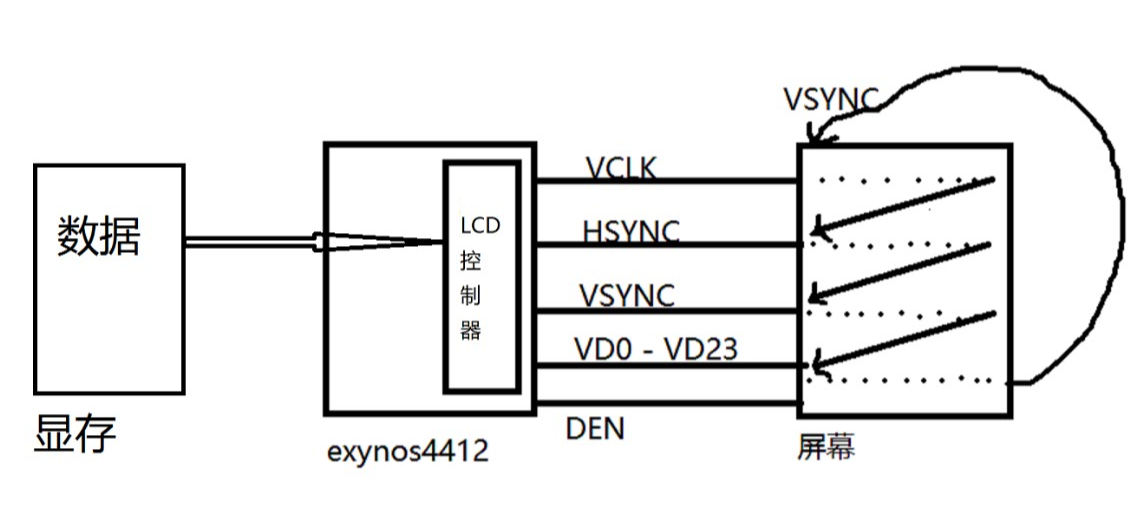 数据
显存
LCD
控
制
器
exynos4412
VCLK
HSYNC
VSYNC
VD0 - VD23
DEN
VSYNC
屏幕